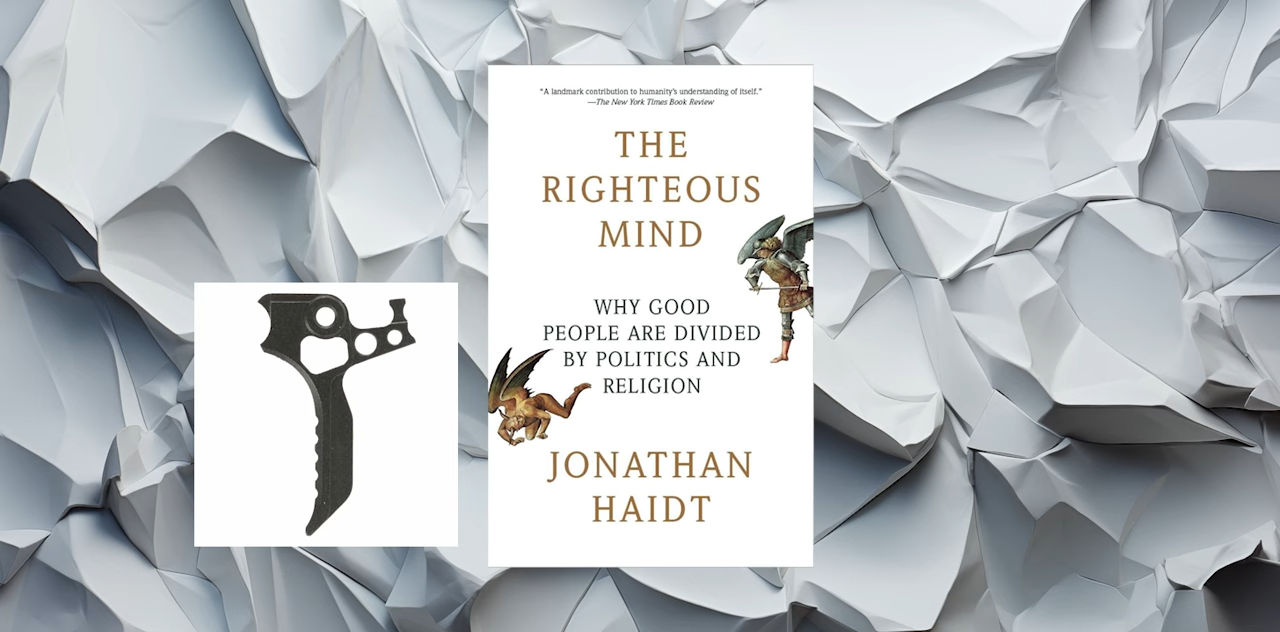 “A landmark contribution to humanity’s understanding of itself.”
—The New York Times Book Review
THE
RIGHTEOUS
MIND
WHY GOOD
PEOPLE ARE DIVIDED
BY POLITICS AND
RELIGION
JONATHAN
HAIDT